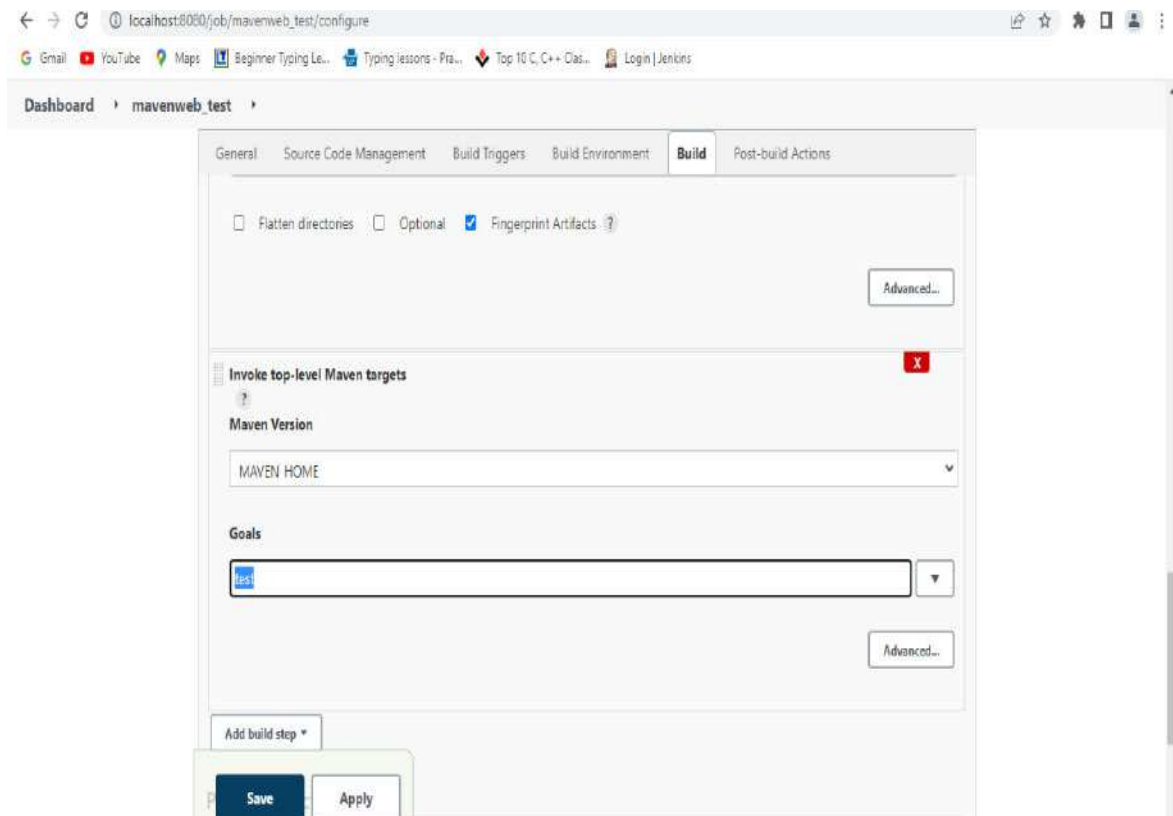 localhost:8080/job/mavenweb_test/configure
Gmail YouTube Maps Beginner Typing Le... Typing lessons - Pra... Top 10 C, C++ Clas... Login | Jenkins
Dashboard mavenweb_test
General Source Code Management Build Triggers Build Environment Build Post-build Actions
Flatten directories Optional Fingerprint Artifacts ?
Advanced...
Invoke top-level Maven targets
X
?
Maven Version
MAVEN HOME
Goals
test
Advanced...
Add build step
Save Apply